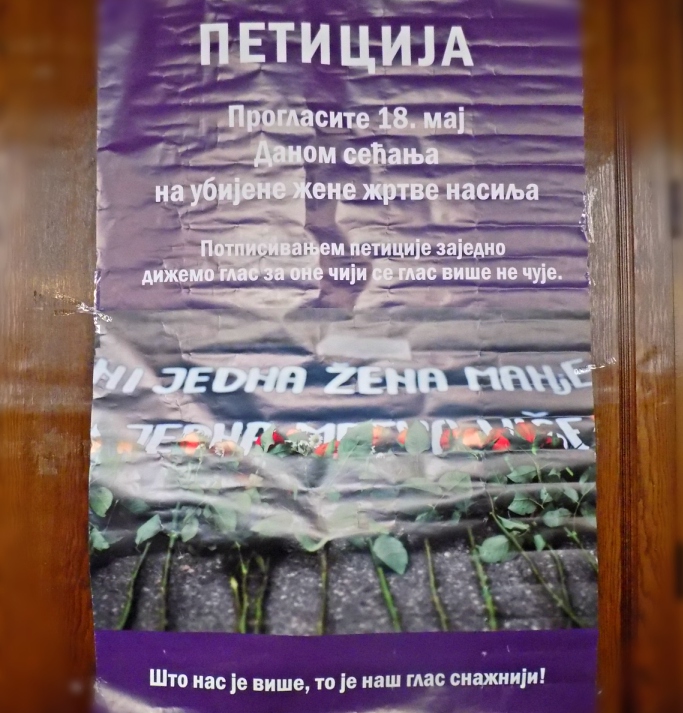 ПЕТИЦИЈА
Прогласите 18. мај
Даном сећања
на убијене жене жртве насиља
Потписивањем петиције заједно
дижемо глас за оне чији се глас више не чује.
NI JEDNA ŽENA MANJE
JEDNA
Што нас је више, то је наш глас снажнији!